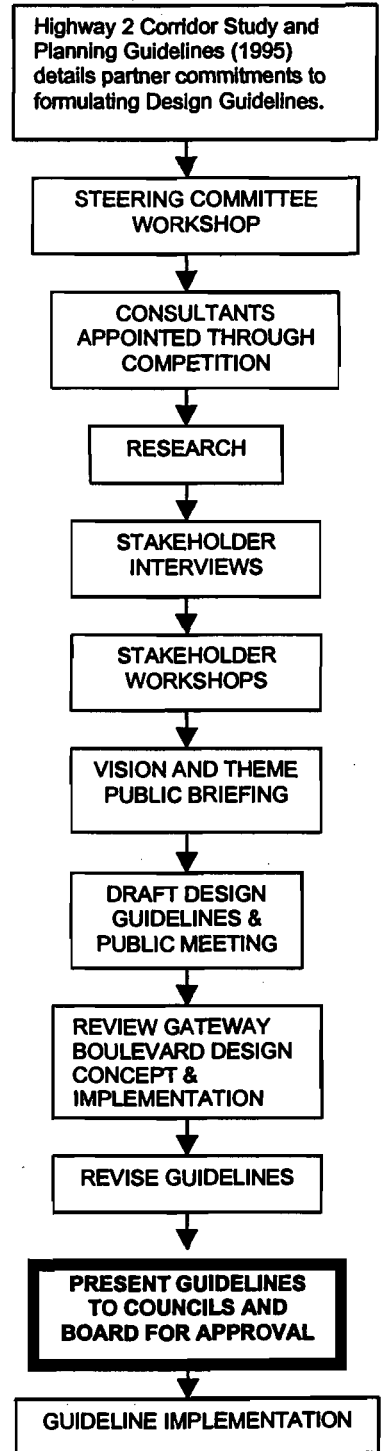 Highway 2 Corridor Study and
Planning Guidelines (1995)
details partner commitments to
formulating Design Guidelines.
STEERING COMMITTEE
WORKSHOP
CONSULTANTS
APPOINTED THROUGH
COMPETITION
RESEARCH
STAKEHOLDER
INTERVIEWS
STAKEHOLDER
WORKSHOPS
VISION AND THEME
PUBLIC BRIEFING
DRAFT DESIGN
GUIDELINES &
PUBLIC MEETING
REVIEW GATEWAY
BOULEVARD DESIGN
CONCEPT &
IMPLEMENTATION
REVISE GUIDELINES
PRESENT GUIDELINES
TO COUNCILS AND
BOARD FOR APPROVAL
GUIDELINE IMPLEMENTATION